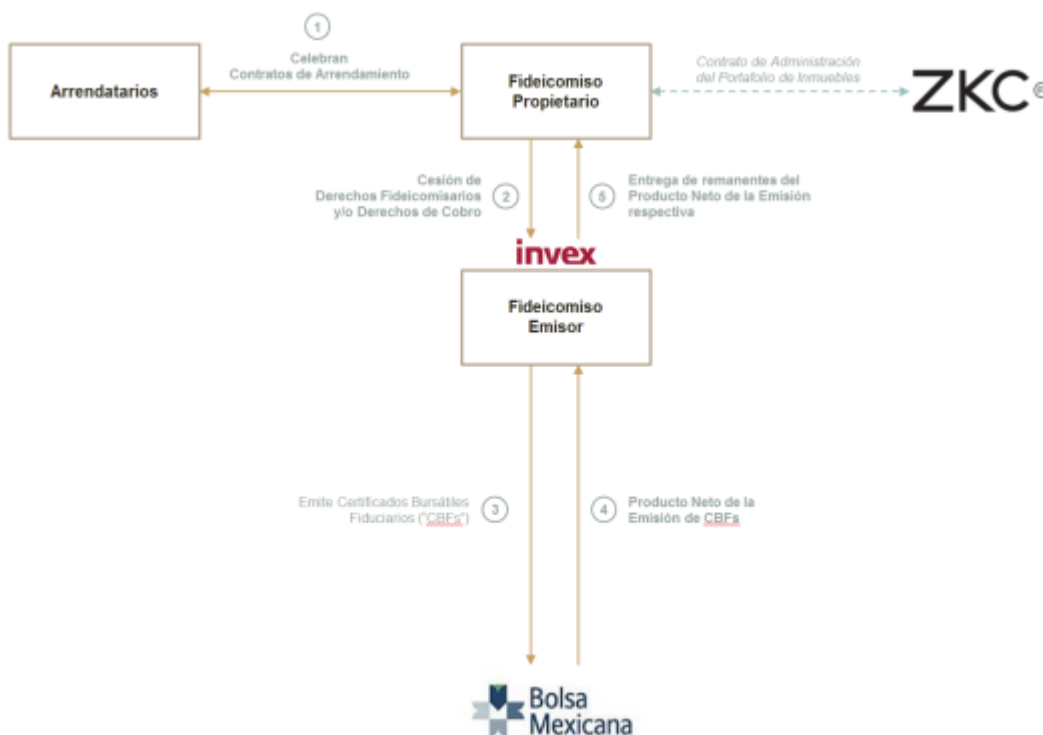 1
Celebran
Contratos de Arrendamiento
Arrendatarios
Fideicomiso
Propietario
Contrato de Administración
del Portafolio de Inmuebles
ZKC®
Cesión de
Derechos Fideicomisarios
y/o Derechos de Cobro
2
5
Entrega de remanentes del
Producto Neto de la Emisión
respectiva
invex
Fideicomiso
Emisor
Emite Certificados Bursátiles
Fiduciarios ("CBFs")
3
4
Producto Neto de la
Emisión de CBFs
Bolsa
Mexicana